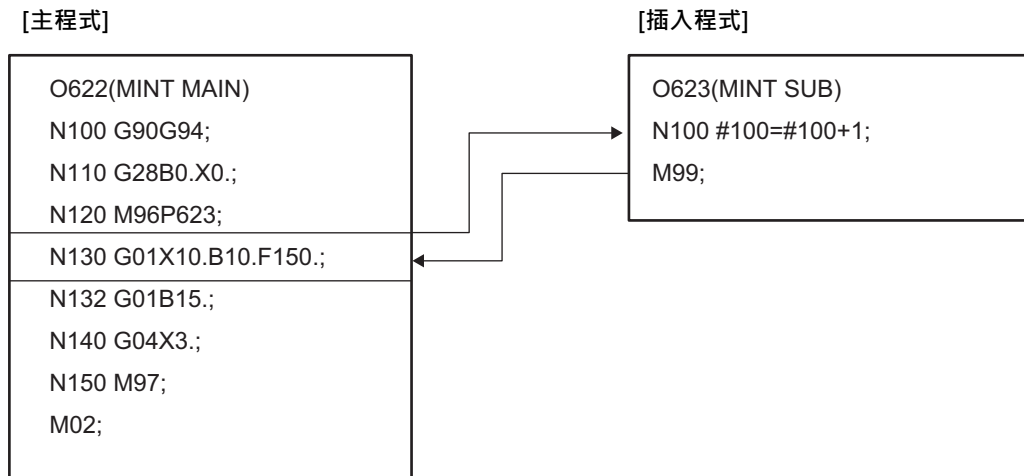 [主程式]
O622(MINT MAIN)
N100 G90G94;
N110 G28B0.X0.;
N120 M96P623;
N130 G01X10.B10.F150.;
N132 G01B15.;
N140 G04X3.;
N150 M97;
M02;
[插入程式]
O623(MINT SUB)
N100 #100=#100+1;
M99;